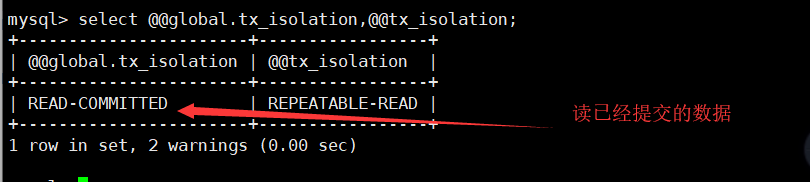 mysql> select @@global.tx_isolation,@@tx_isolation;
+-----------------------+-----------------+
| @@global.tx_isolation | @@tx_isolation  |
+-----------------------+-----------------+
| READ-COMMITTED        | REPEATABLE-READ |
+-----------------------+-----------------+
读已经提交的数据
1 row in set, 2 warnings (0.00 sec)